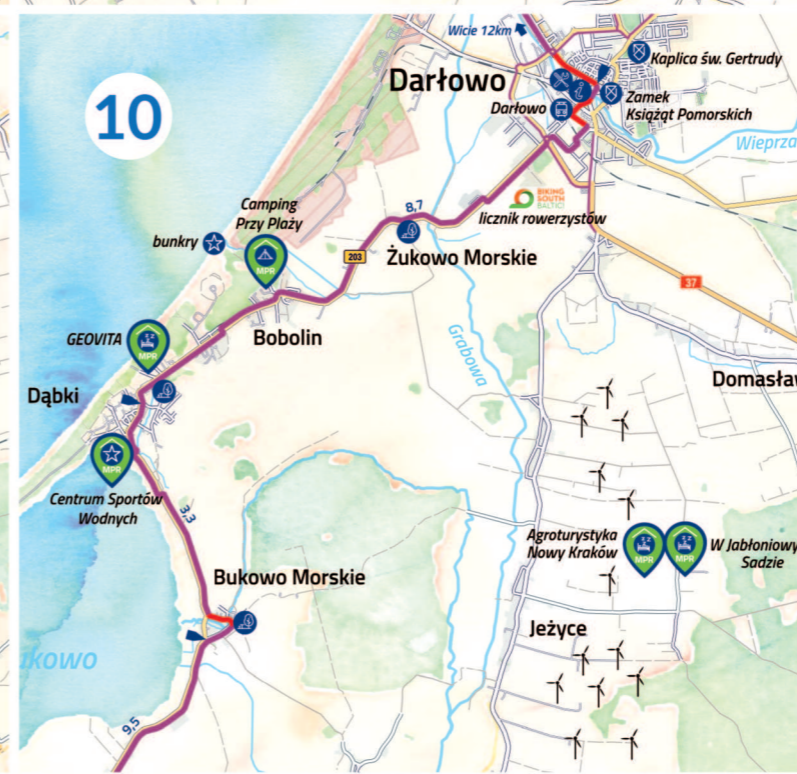 10
Wicie 12km
Kaplica św. Gertrudy
Darłowo
Darłowo
Zamek
Książąt Pomorskich
Wieprza
BIKING
SOUTH
BALTIC!
licznik rowerzystów
8,7
Camping
Przy Plaży
bunkry
MPR
203
Żukowo Morskie
37
GEOVITA
MPR
Bobolin
Grabowa
Dąbki
Domasła
MPR
Centrum Sportów
Wodnych
3,3
Agroturystyka
Nowy Kraków
MPR
MPR
W Jabłoniowy
Sadzie
Bukowo Morskie
Jeżyce
ukowo
9,5